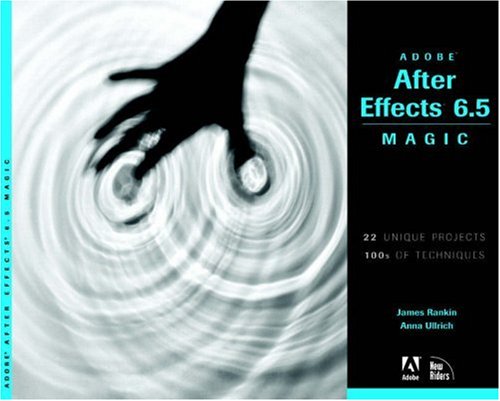 ADOBE® AFTER EFFECTS® 6.5 MAGIC
ADOBE®
After
Effects® 6.5
MAGIC
22 UNIQUE PROJECTS
100s OF TECHNIQUES
James Rankin
Anna Ullrich
Adobe
New
Riders